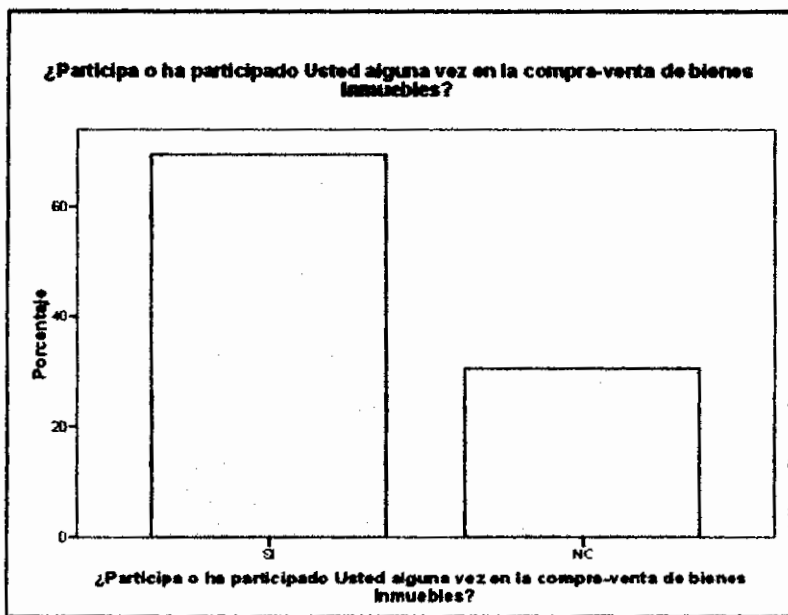 ¿Participa o ha participado Usted alguna vez en la compra-venta de bienes
Inmuebles?
60
40
20
0
Porcentaje
SI
NC
¿Participa o ha participado Usted alguna vez en la compra-venta de bienes
Inmuebles?